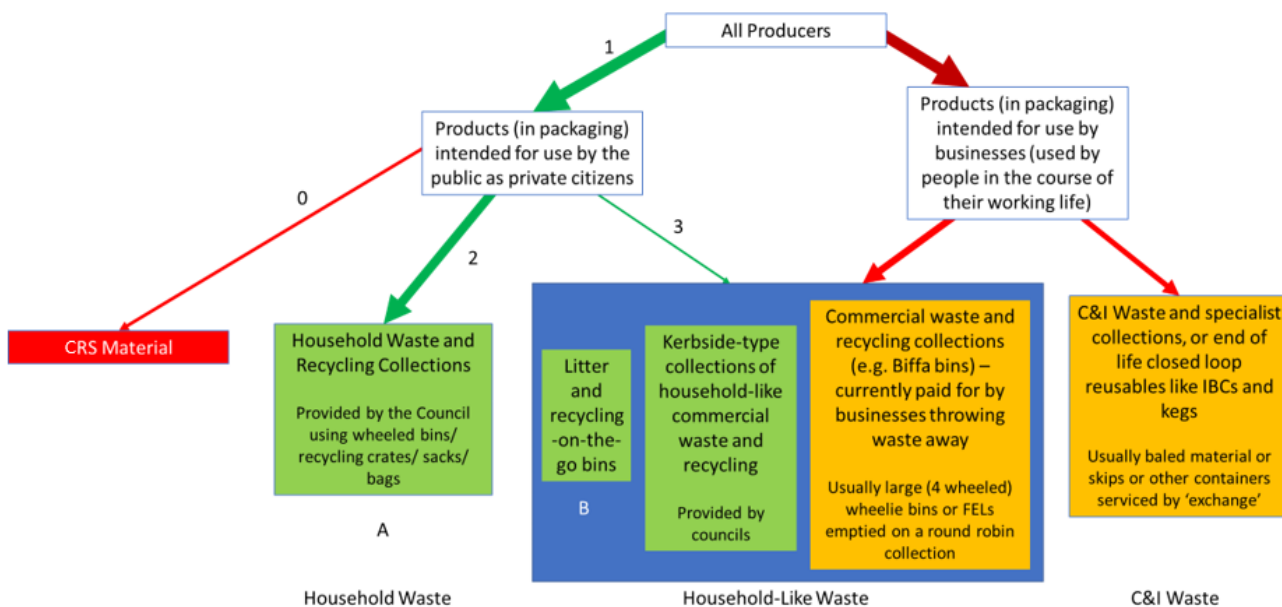 All Producers
1
Products (in packaging)
intended for use by the
public as private citizens
Products (in packaging)
intended for use by
businesses (used by
people in the course of
their working life)
0
2
3
CRS Material
Household Waste and
Recycling Collections
Provided by the Council
using wheeled bins/
recycling crates/ sacks/
bags
A
Litter
and
recycling
-on-the-
go bins
B
Kerbside-type
collections of
household-like
commercial
waste and
recycling
Provided by
councils
Commercial waste and
recycling collections
(e.g. Biffa bins) –
currently paid for by
businesses throwing
waste away
Usually large (4 wheeled)
wheelie bins or FELs
emptied on a round robin
collection
C&I Waste and specialist
collections, or end of
life closed loop
reusables like IBCs and
kegs
Usually baled material or
skips or other containers
serviced by ‘exchange’
Household Waste
Household-Like Waste
C&I Waste